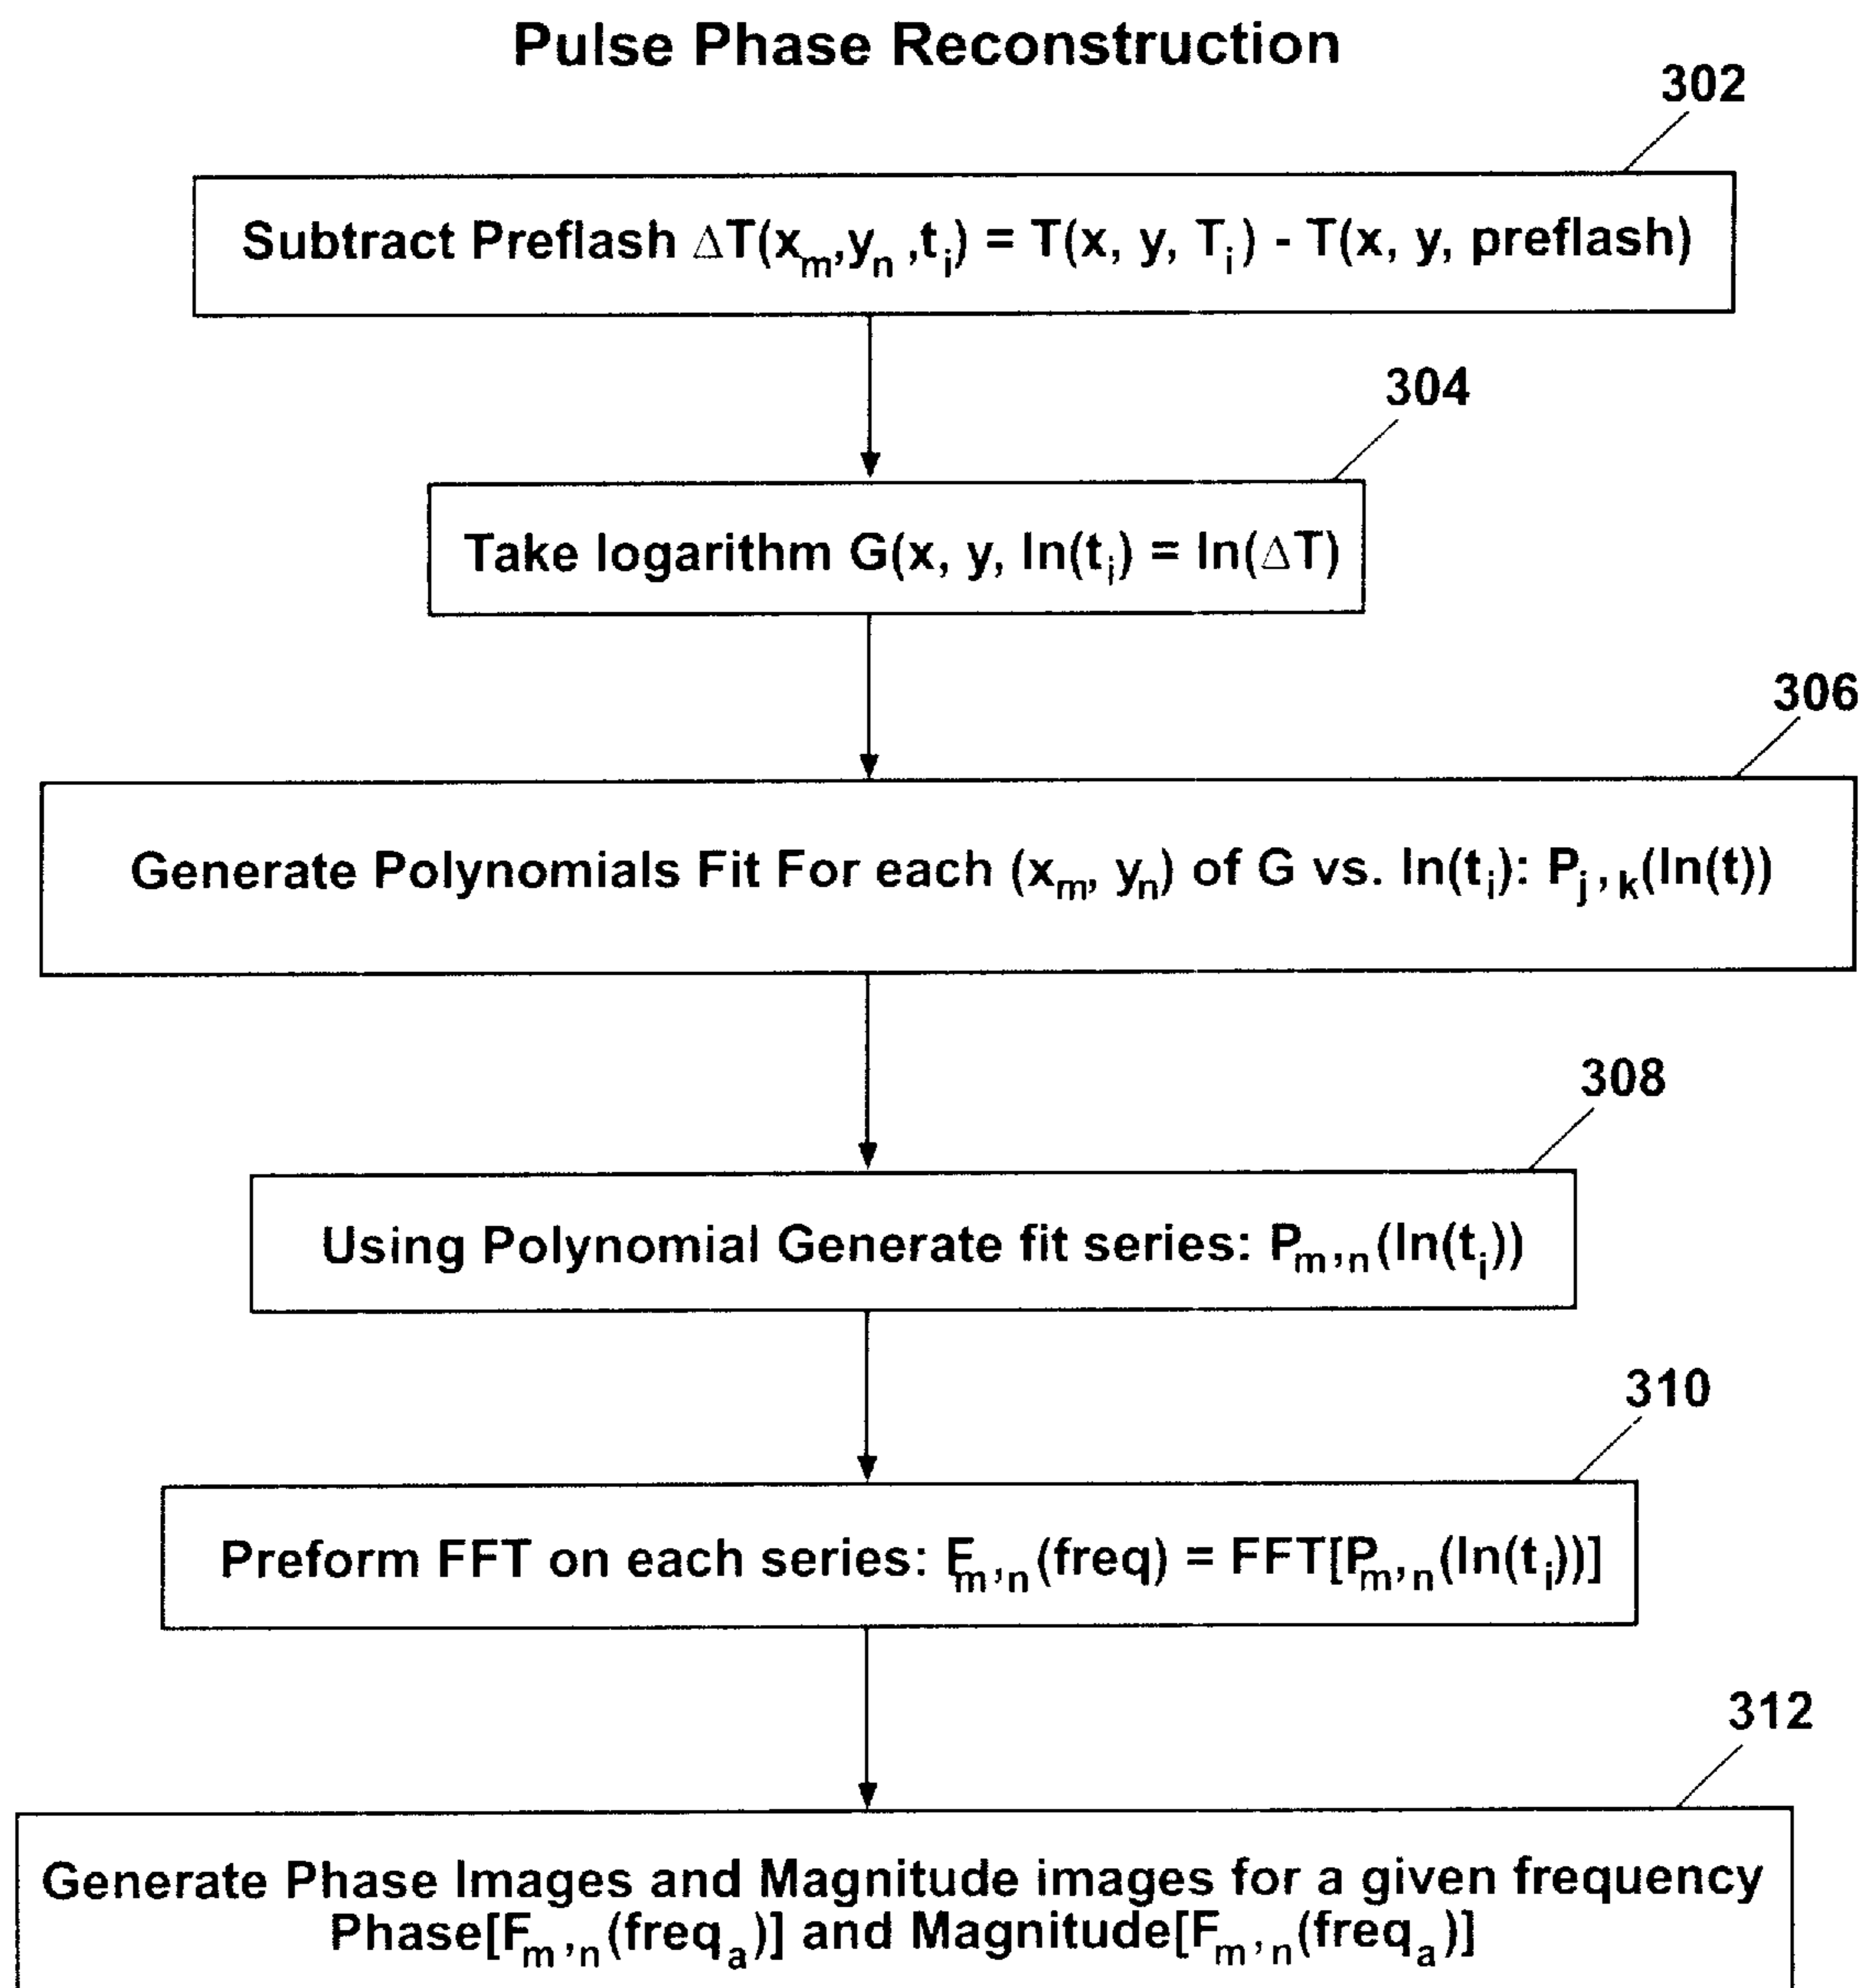 Pulse Phase Reconstruction
302
Subtract Preflash ΔT(xₘ,yₙ ,tᵢ) = T(x, y, Tᵢ) - T(x, y, preflash)
304
Take logarithm G(x, y, ln(tᵢ) = ln(ΔT)
306
Generate Polynomials Fit For each (xₘ, yₙ) of G vs. ln(tᵢ): Pⱼ,ₖ(ln(t))
308
Using Polynomial Generate fit series: Pₘ,ₙ(ln(tᵢ))
310
Preform FFT on each series: Fₘ,ₙ(freq) = FFT[Pₘ,ₙ(ln(tᵢ))]
312
Generate Phase Images and Magnitude images for a given frequency
Phase[Fₘ,ₙ(freqₐ)] and Magnitude[Fₘ,ₙ(freqₐ)]